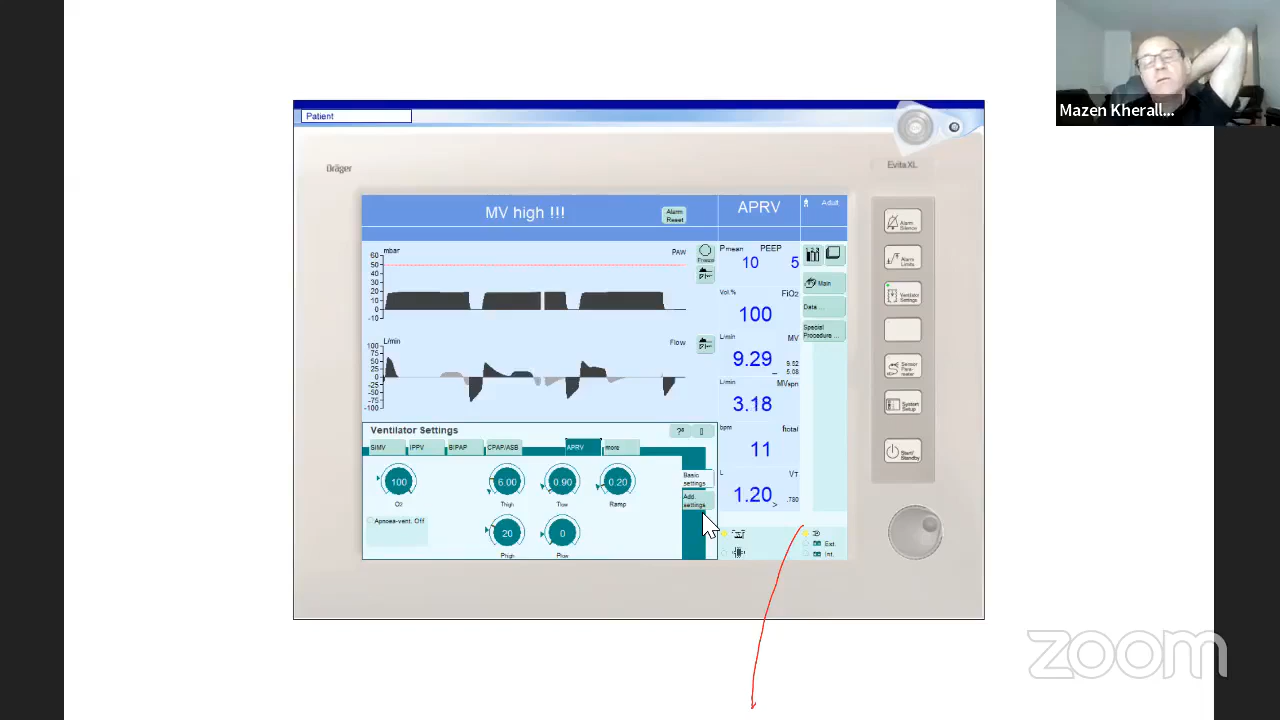 Mazen Kherall...
Patient
Dräger
Evita XL
MV high !!!
Alarm Reset
APRV
Adult
mbar
PAW
60
50
40
30
20
10
0
-10
Freeze
Pmean PEEP
10 5
Main
Data ...
Special Procedure ...
Vol.% FiO2
100
L/min MV
9.29
9.52
5.08
L/min
Flow
100
75
50
25
0
-25
-50
-75
-100
L/min MVspn
3.18
bpm ftotal
11
L VT
1.20
.780
Ventilator Settings
SIMV IPPV BIPAP CPAP/ASB APRV more
100 6.00 0.90 0.20
O2 Thigh Tlow Ramp
Basic settings
Add. settings
Apnoea-vent. Off
20 0
Phigh Plow
Ext.
Int.
Alarm Silence
Alarm Limits
Ventilator Settings
Sensor Parameter
System Setup
Start/ Standby
zoom